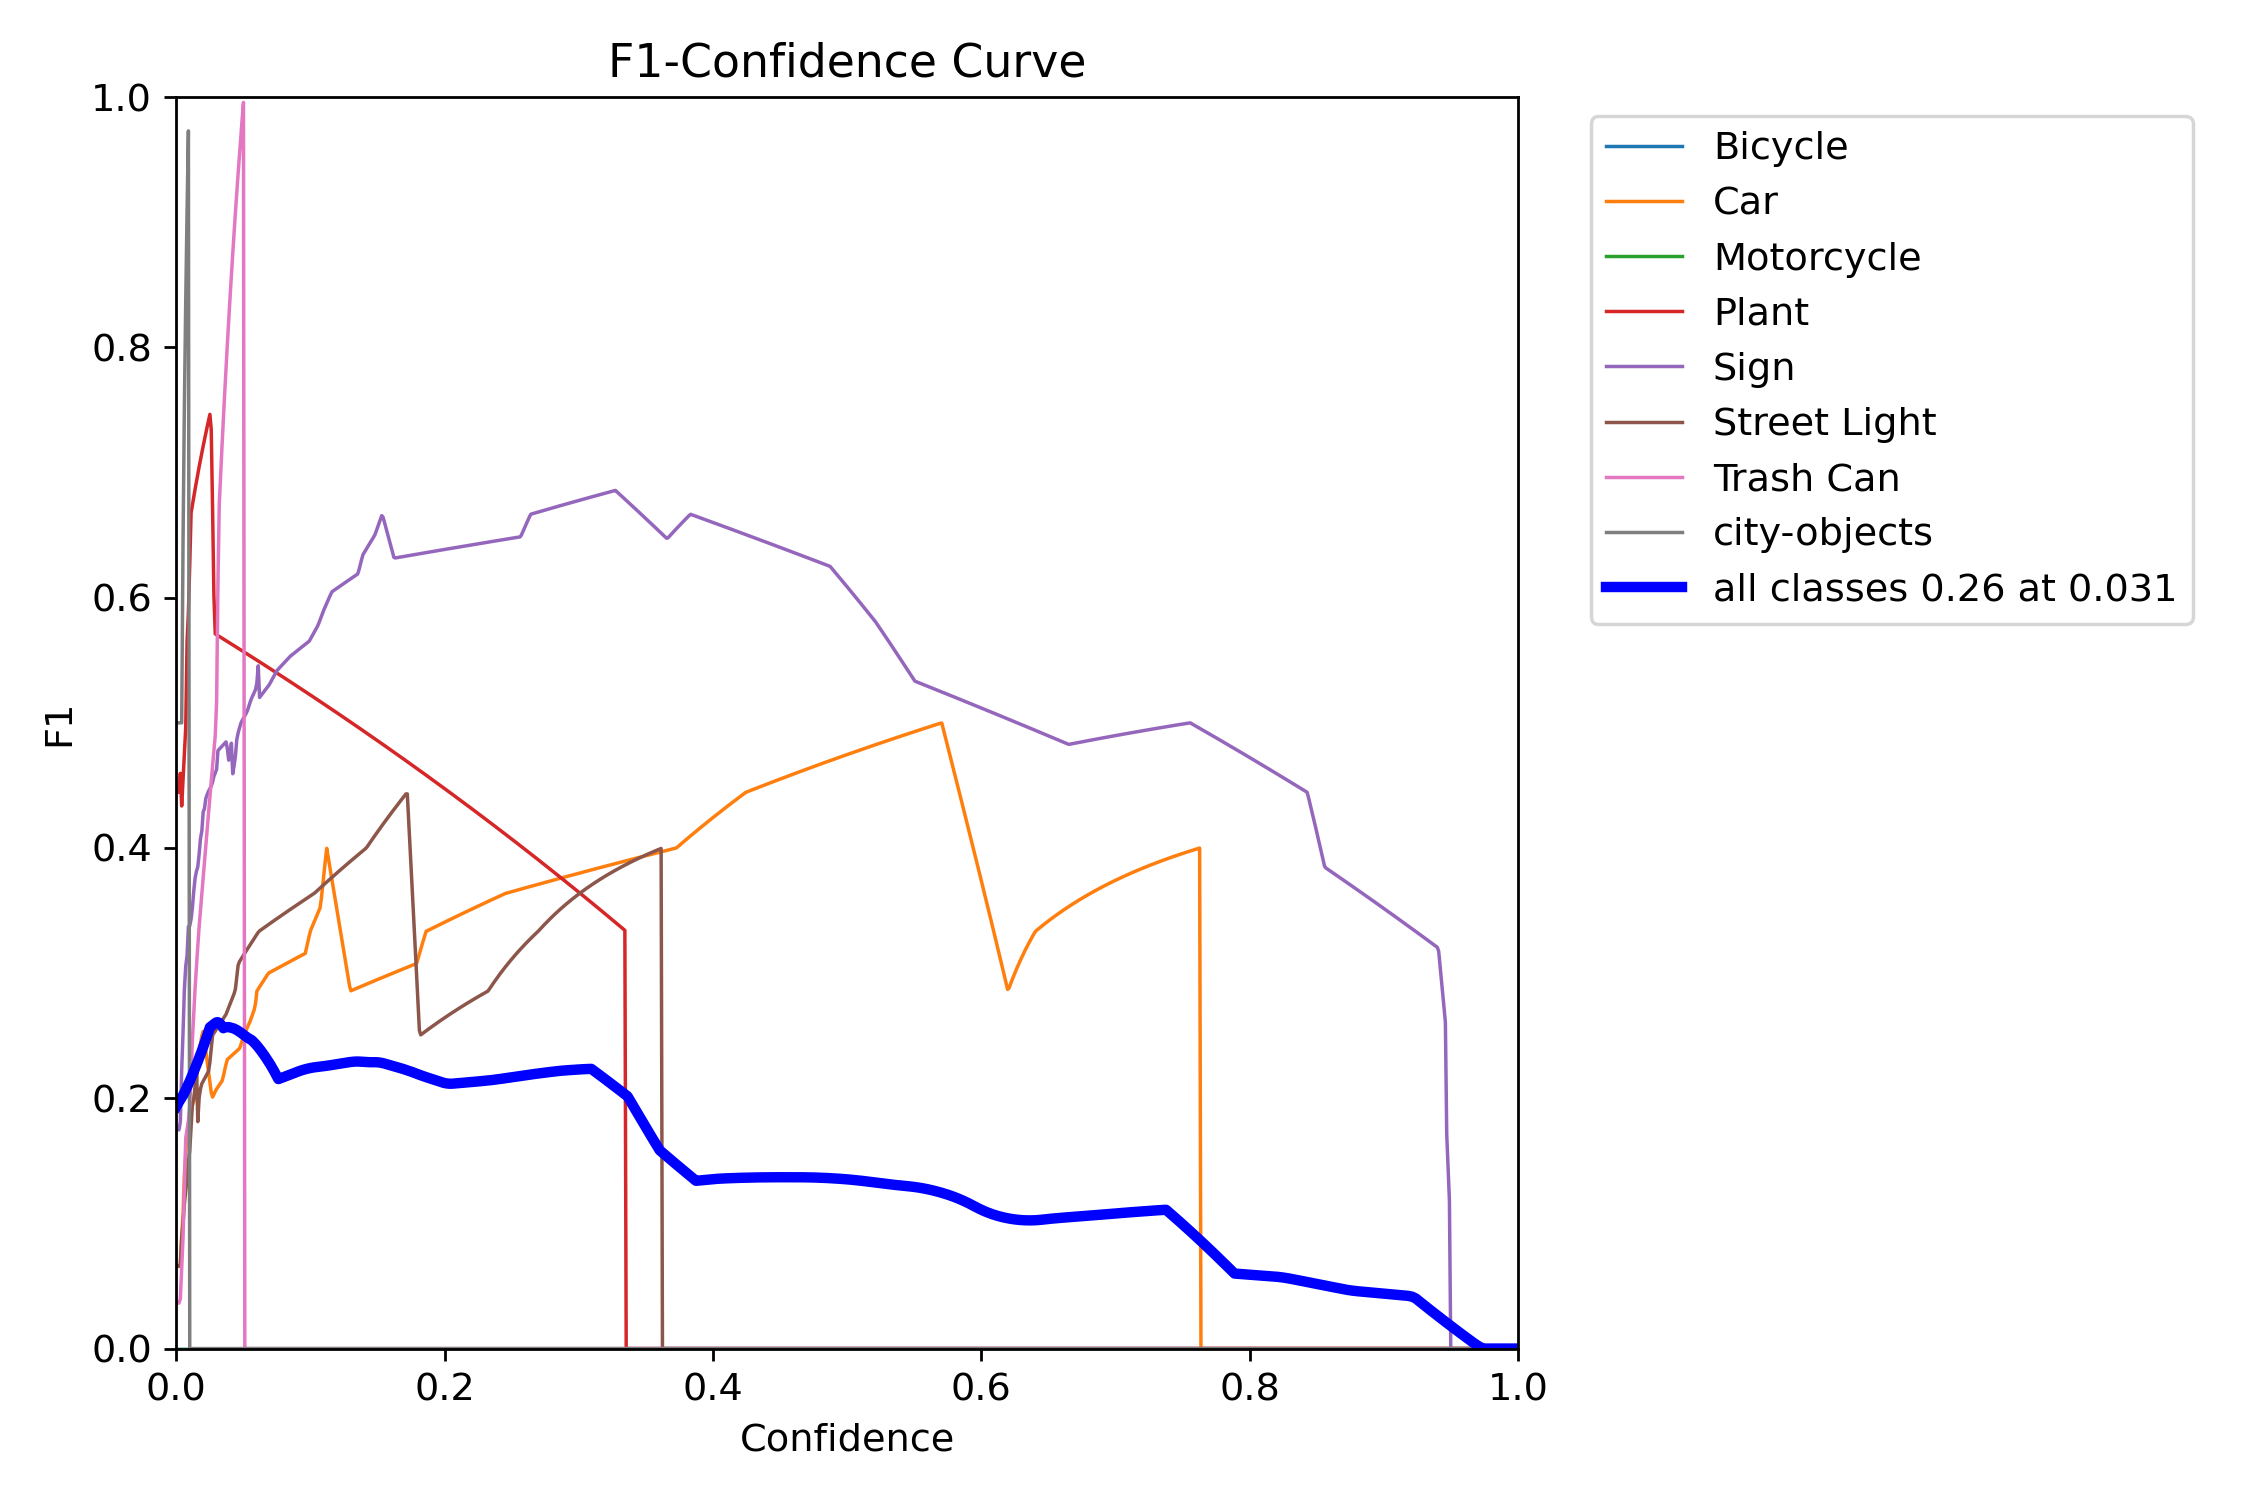 F1-Confidence Curve
1.0
0.8
0.6
0.4
0.2
0.0
F1
0.0 0.2 0.4 0.6 0.8 1.0
Confidence
Bicycle
Car
Motorcycle
Plant
Sign
Street Light
Trash Can
city-objects
all classes 0.26 at 0.031